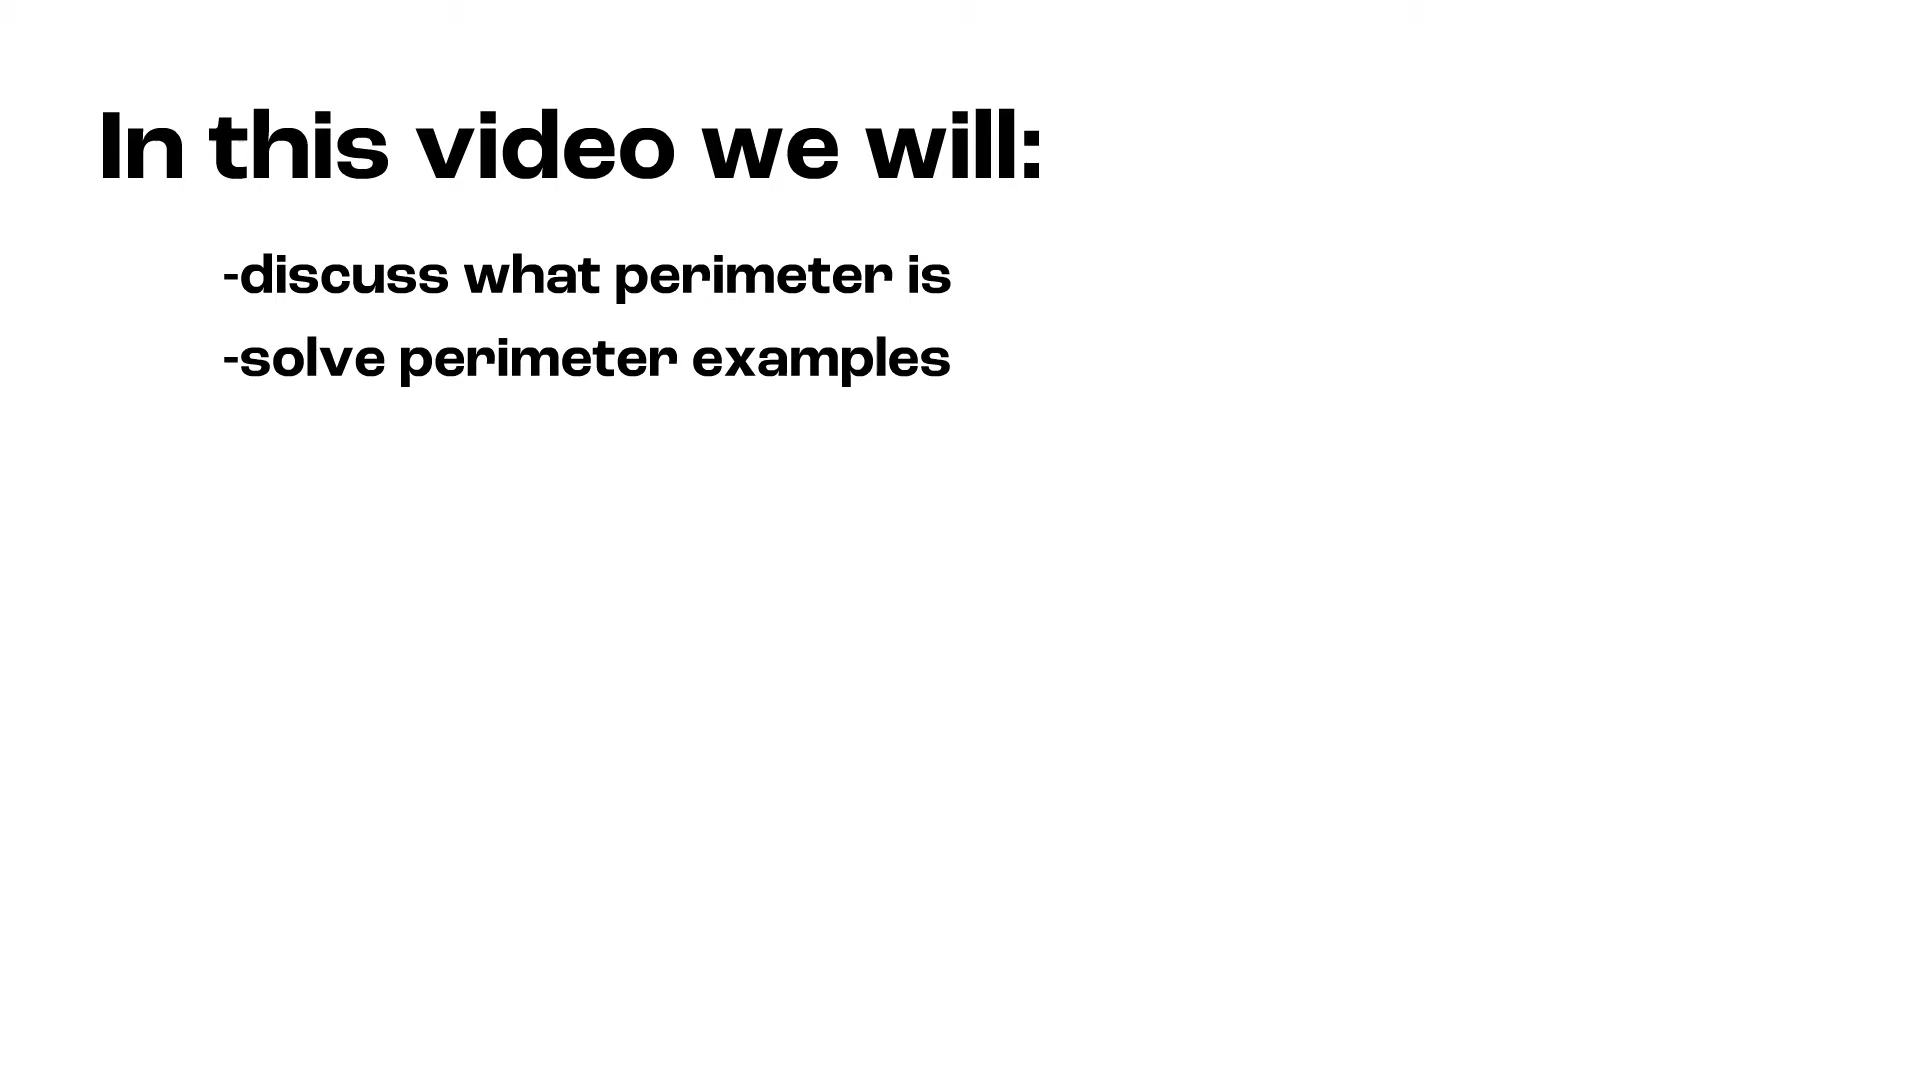 In this video we will:
-discuss what perimeter is
-solve perimeter examples